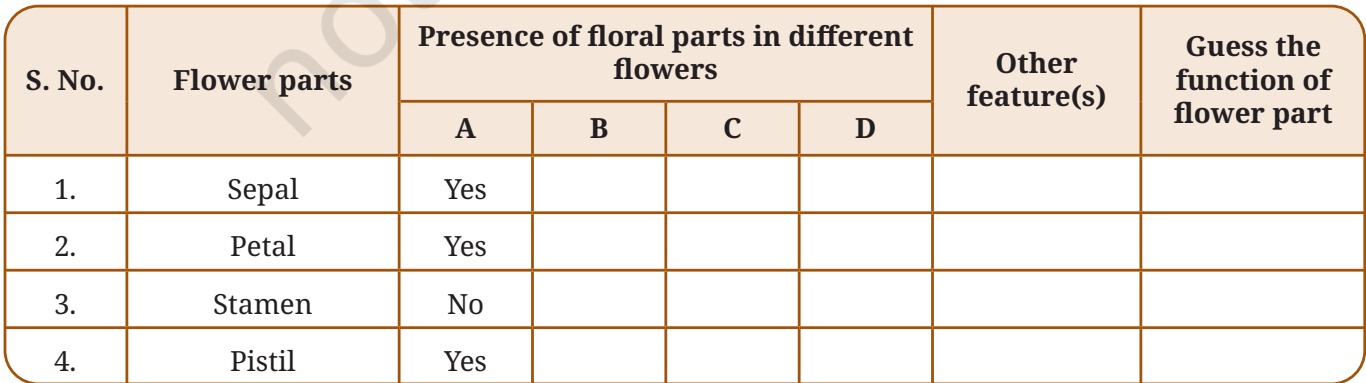 S. No.
Flower parts
Presence of floral parts in different
flowers
Other
feature(s)
Guess the
function of
flower part
A B C D
1. Sepal Yes
2. Petal Yes
3. Stamen No
4. Pistil Yes